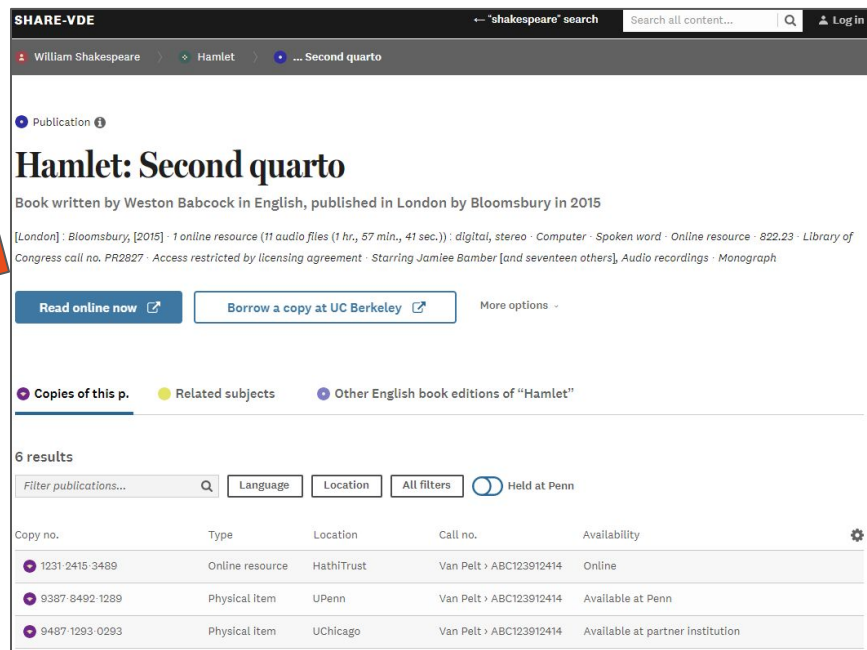 SHARE-VDE ← "shakespeare" search Search all content... Log in
William Shakespeare Hamlet ... Second quarto
Publication
Hamlet: Second quarto
Book written by Weston Babcock in English, published in London by Bloomsbury in 2015
[London] : Bloomsbury, [2015] · 1 online resource (11 audio files (1 hr., 57 min., 41 sec.)) : digital, stereo · Computer · Spoken word · Online resource · 822.23 · Library of
Congress call no. PR2827 · Access restricted by licensing agreement · Starring Jamiee Bamber [and seventeen others], Audio recordings · Monograph
Read online now Borrow a copy at UC Berkeley More options
Copies of this p. Related subjects Other English book editions of "Hamlet"
6 results
Filter publications... Language Location All filters Held at Penn
Copy no. Type Location Call no. Availability
1231·2415·3489 Online resource HathiTrust Van Pelt › ABC123912414 Online
9387·8492·1289 Physical item UPenn Van Pelt › ABC123912414 Available at Penn
9487·1293·0293 Physical item UChicago Van Pelt › ABC123912414 Available at partner institution